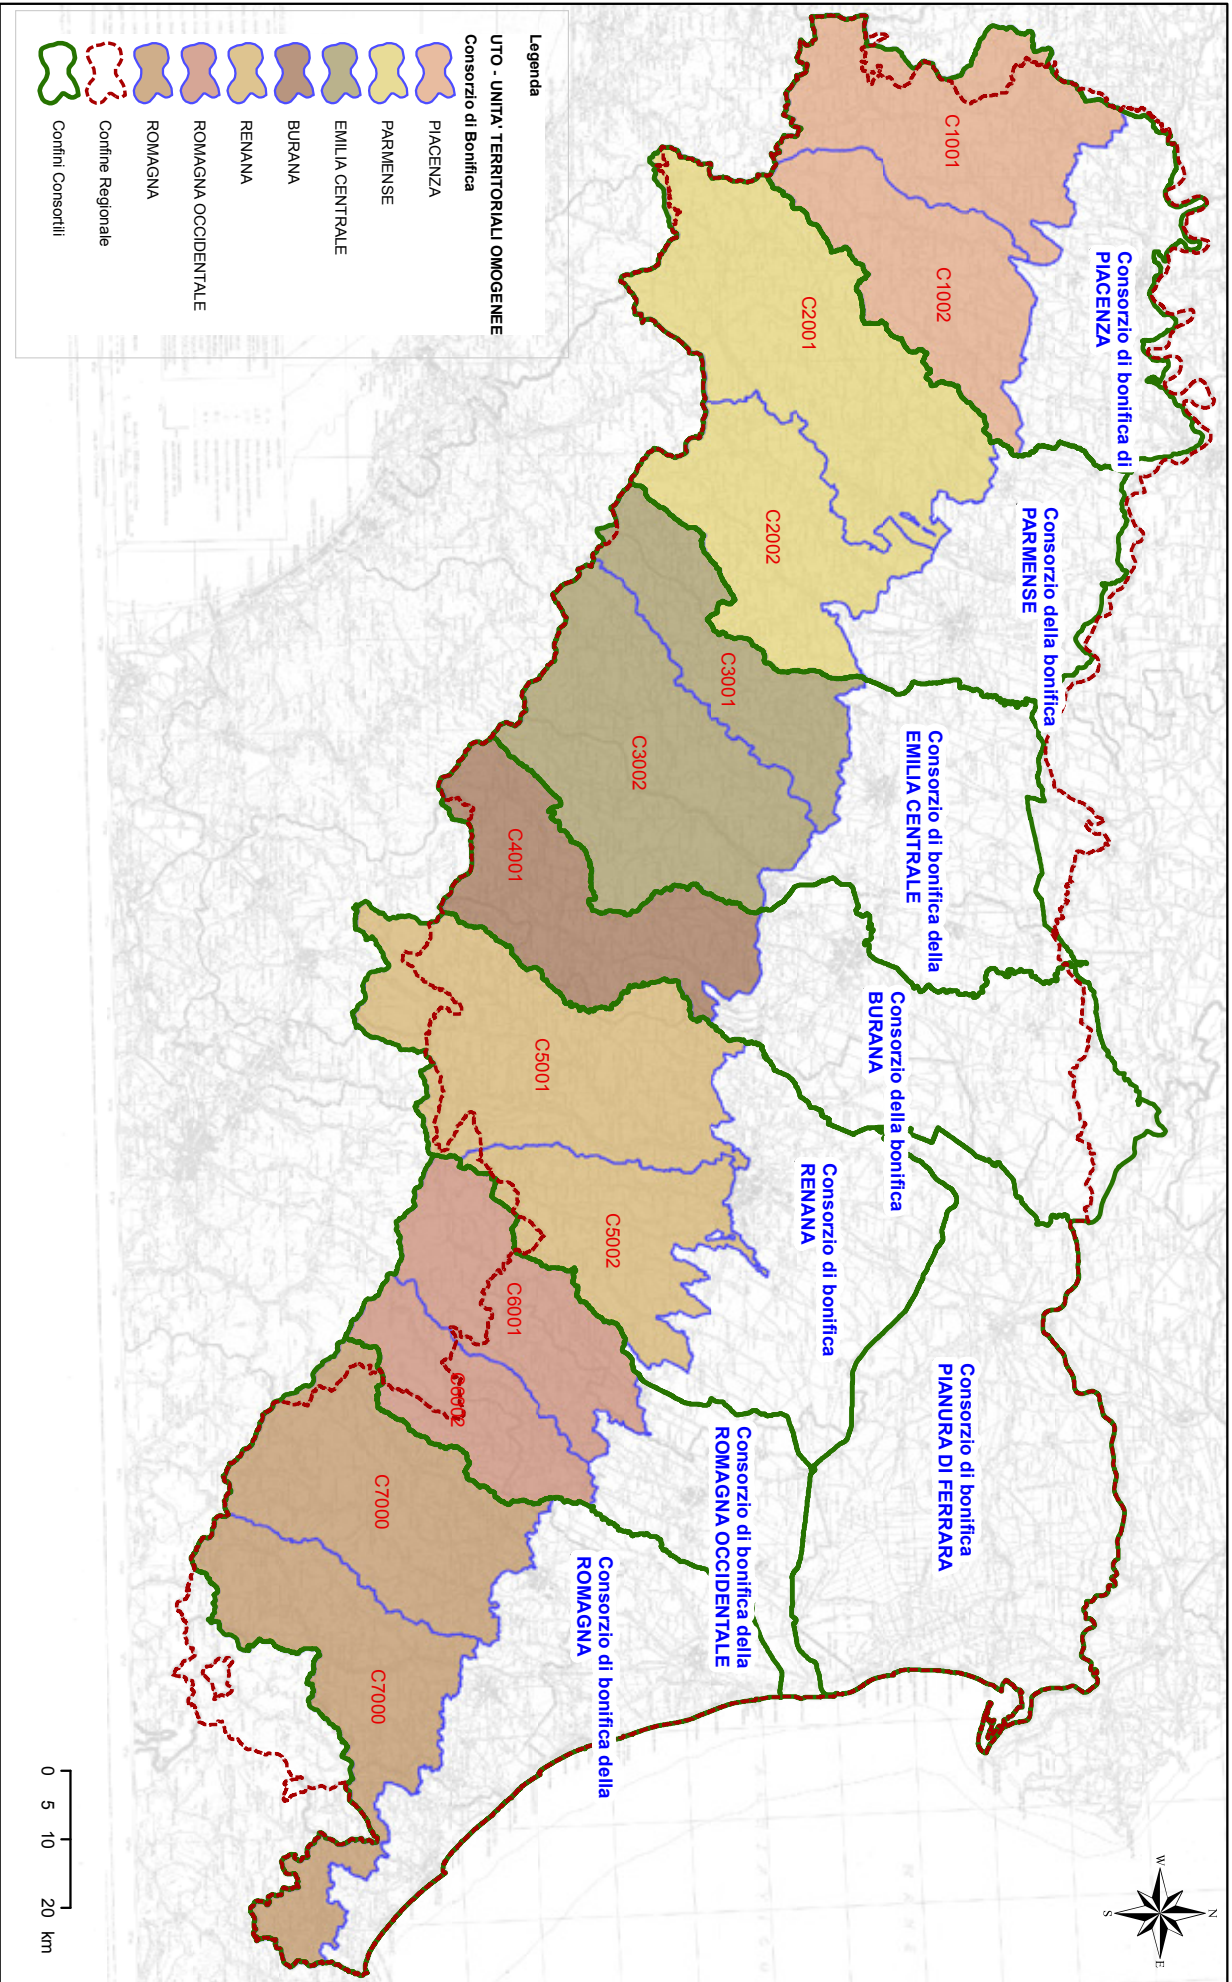 Consorzio di bonifica di
PIACENZA
Consorzio della bonifica
PARMENSE
Consorzio di bonifica della
EMILIA CENTRALE
Consorzio della bonifica
BURANA
Consorzio di bonifica
RENANA
Consorzio di bonifica
PIANURA DI FERRARA
Consorzio di bonifica della
ROMAGNA OCCIDENTALE
Consorzio di bonifica della
ROMAGNA
C1001
C1002
C2001
C2002
C3001
C3002
C4001
C5001
C5002
C6001
C6002
C7000
C7000
Legenda
UTO - UNITA' TERRITORIALI OMOGENEE
Consorzio di Bonifica
PIACENZA
PARMENSE
EMILIA CENTRALE
BURANA
RENANA
ROMAGNA OCCIDENTALE
ROMAGNA
Confine Regionale
Confini Consortili
N
W
E
S
0 5 10 20 km